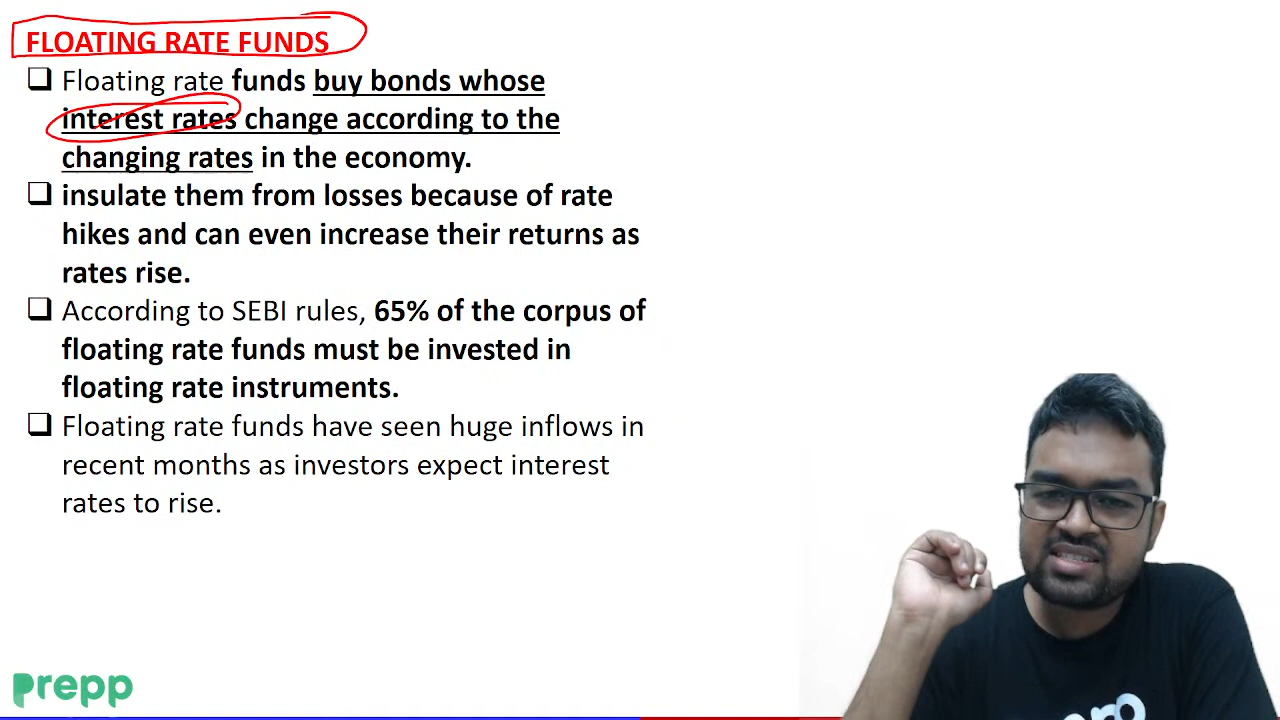 FLOATING RATE FUNDS
Floating rate funds buy bonds whose
interest rates change according to the
changing rates in the economy.
insulate them from losses because of rate
hikes and can even increase their returns as
rates rise.
According to SEBI rules, 65% of the corpus of
floating rate funds must be invested in
floating rate instruments.
Floating rate funds have seen huge inflows in
recent months as investors expect interest
rates to rise.
prepp